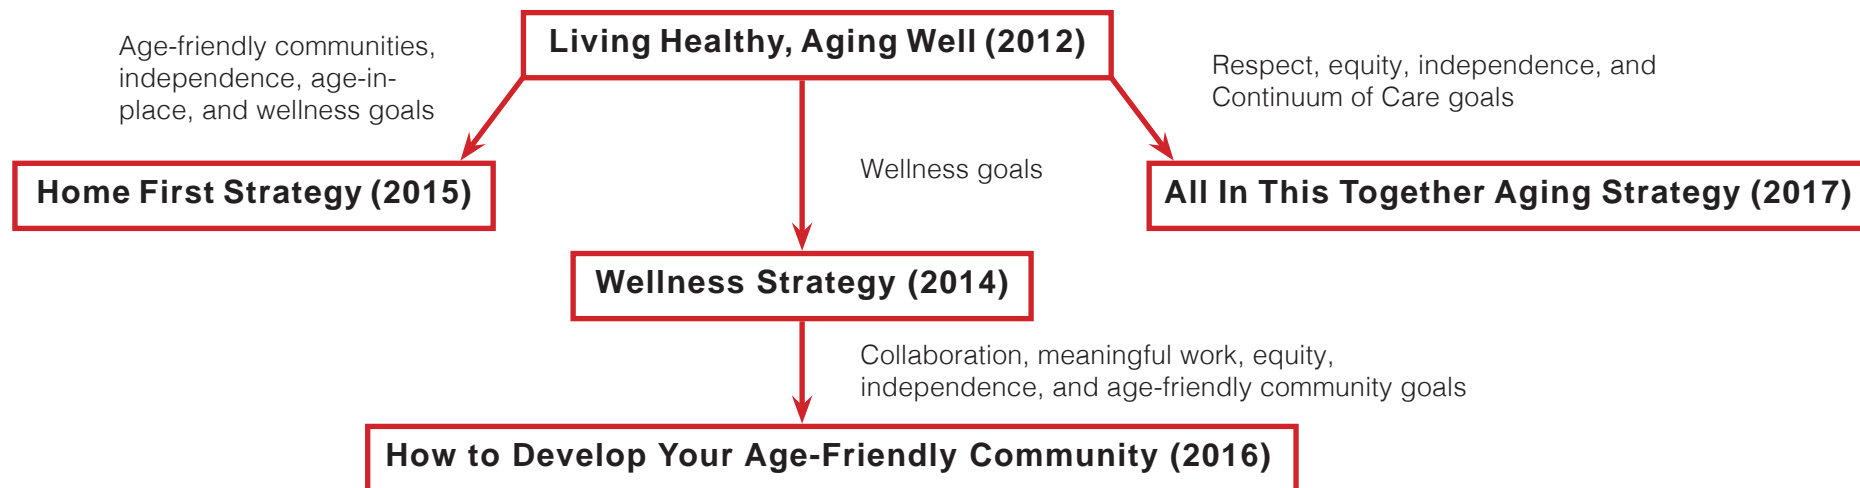 Living Healthy, Aging Well (2012)
Age-friendly communities,
independence, age-in-
place, and wellness goals
Respect, equity, independence, and
Continuum of Care goals
Wellness goals
Home First Strategy (2015)
All In This Together Aging Strategy (2017)
Wellness Strategy (2014)
Collaboration, meaningful work, equity,
independence, and age-friendly community goals
How to Develop Your Age-Friendly Community (2016)